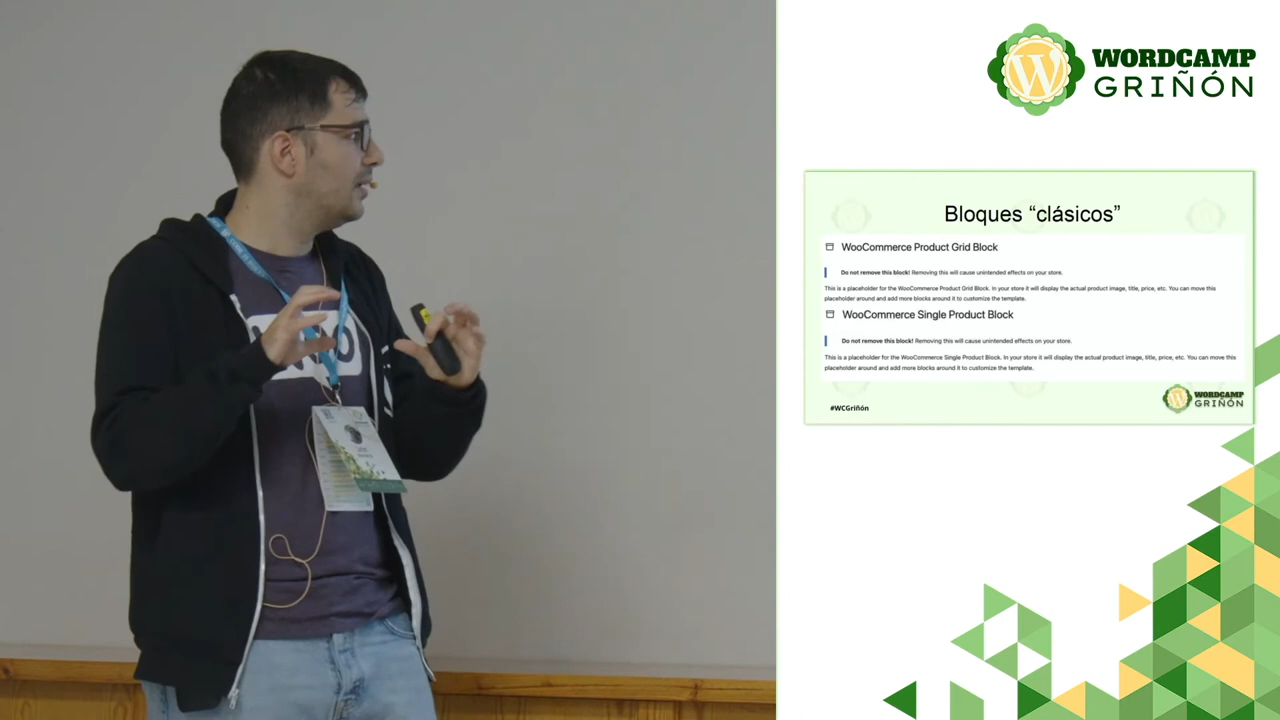 WORDCAMP
GRIÑÓN
Bloques “clásicos”
WooCommerce Product Grid Block
Do not remove this block! Removing this will cause unintended effects on your store.
This is a placeholder for the WooCommerce Product Grid Block. In your store it will display the actual product image, title, price, etc. You can move this
placeholder around and add more blocks around it to customize the template.
WooCommerce Single Product Block
Do not remove this block! Removing this will cause unintended effects on your store.
This is a placeholder for the WooCommerce Single Product Block. In your store it will display the actual product image, title, price, etc. You can move this
placeholder around and add more blocks around it to customize the template.
#WCGriñón
WORDCAMP
GRIÑÓN